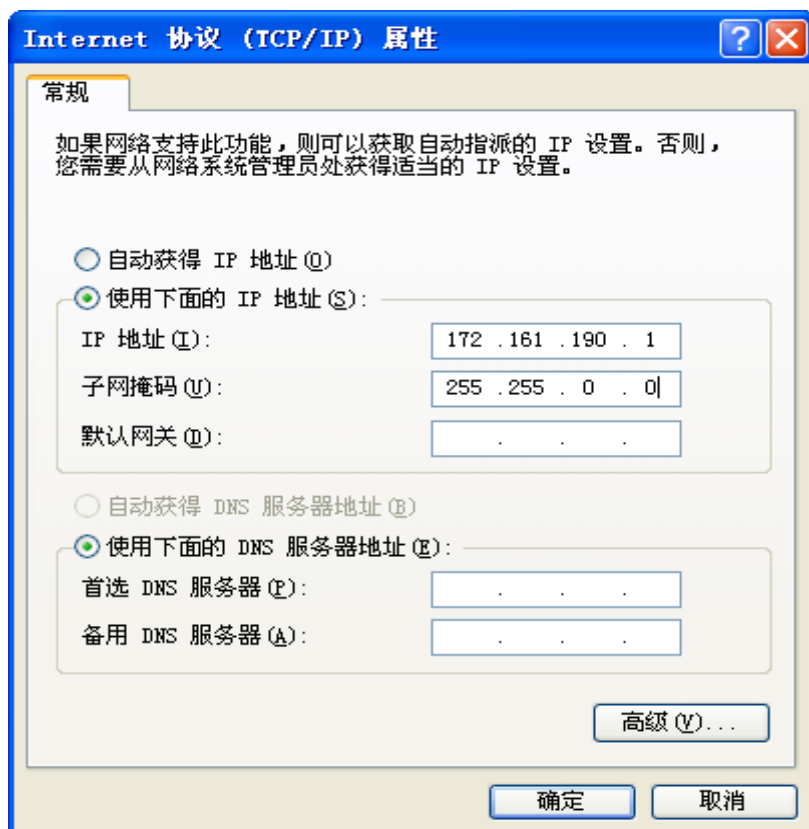 Internet 协议 (TCP/IP) 属性
常规
如果网络支持此功能，则可以获取自动指派的 IP 设置。否则，
您需要从网络系统管理员处获得适当的 IP 设置。
自动获得 IP 地址(O)
使用下面的 IP 地址(S):
IP 地址(I): 172 .161 .190 . 1
子网掩码(U): 255 .255 . 0 . 0
默认网关(D): . . .
自动获得 DNS 服务器地址(B)
使用下面的 DNS 服务器地址(E):
首选 DNS 服务器(P): . . .
备用 DNS 服务器(A): . . .
高级(V)...
确定 取消